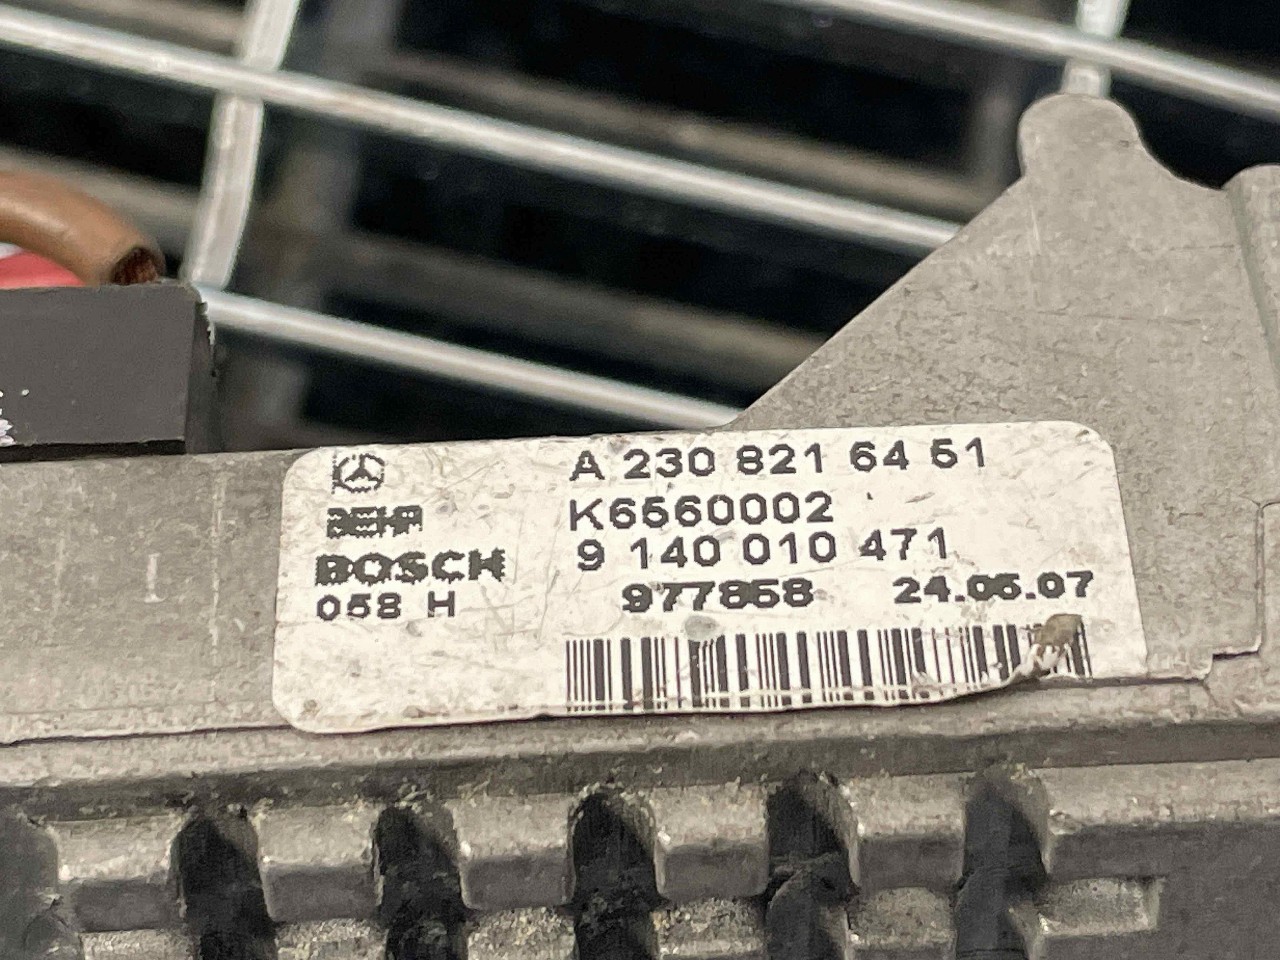 A 230 821 64 51
BEHR
K6560002
BOSCH
9 140 010 471
058 H
977858
24.05.07